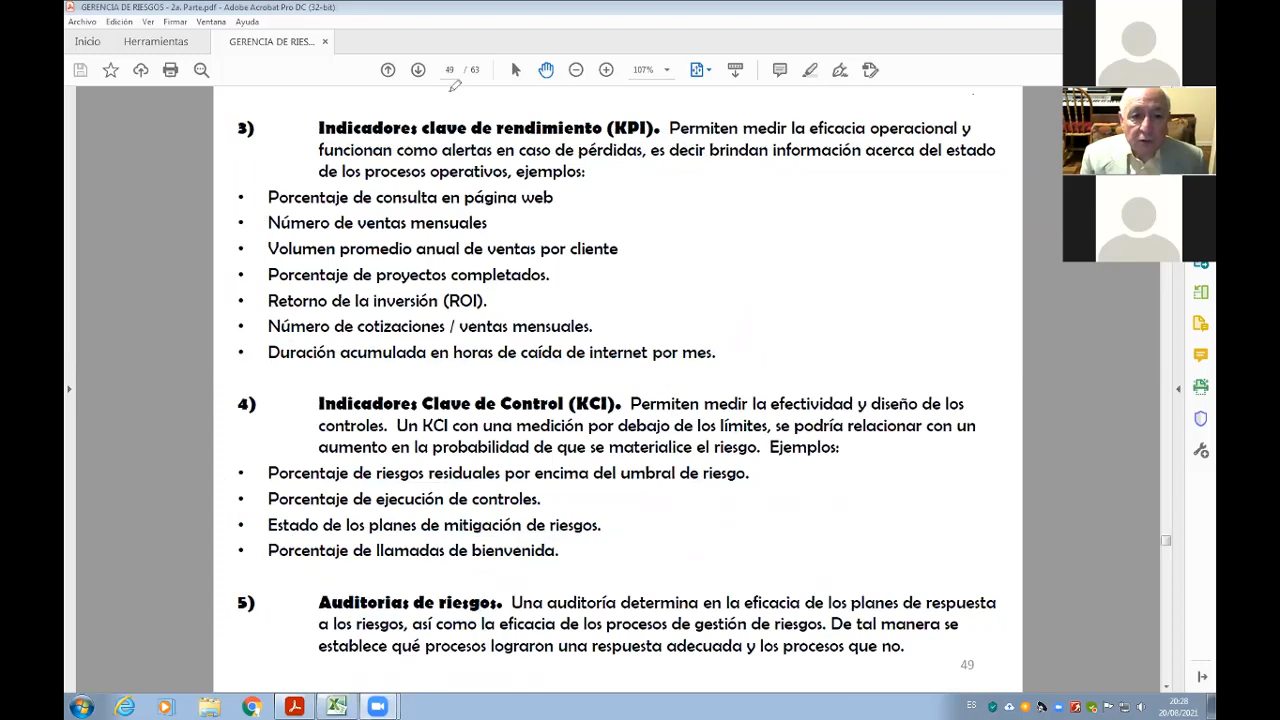 GERENCIA DE RIESGOS - 2a. Parte.pdf - Adobe Acrobat Pro DC (32-bit)
Archivo Edición Ver Firmar Ventana Ayuda
Inicio Herramientas GERENCIA DE RIES... ×
49 / 63 107%
3) Indicadores clave de rendimiento (KPI). Permiten medir la eficacia operacional y
funcionan como alertas en caso de pérdidas, es decir brindan información acerca del estado
de los procesos operativos, ejemplos:
• Porcentaje de consulta en página web
• Número de ventas mensuales
• Volumen promedio anual de ventas por cliente
• Porcentaje de proyectos completados.
• Retorno de la inversión (ROI).
• Número de cotizaciones / ventas mensuales.
• Duración acumulada en horas de caída de internet por mes.
4) Indicadores Clave de Control (KCI). Permiten medir la efectividad y diseño de los
controles. Un KCI con una medición por debajo de los límites, se podría relacionar con un
aumento en la probabilidad de que se materialice el riesgo. Ejemplos:
• Porcentaje de riesgos residuales por encima del umbral de riesgo.
• Porcentaje de ejecución de controles.
• Estado de los planes de mitigación de riesgos.
• Porcentaje de llamadas de bienvenida.
5) Auditorias de riesgos. Una auditoría determina en la eficacia de los planes de respuesta
a los riesgos, así como la eficacia de los procesos de gestión de riesgos. De tal manera se
establece qué procesos lograron una respuesta adecuada y los procesos que no.
49
ES
20:28
20/08/2021